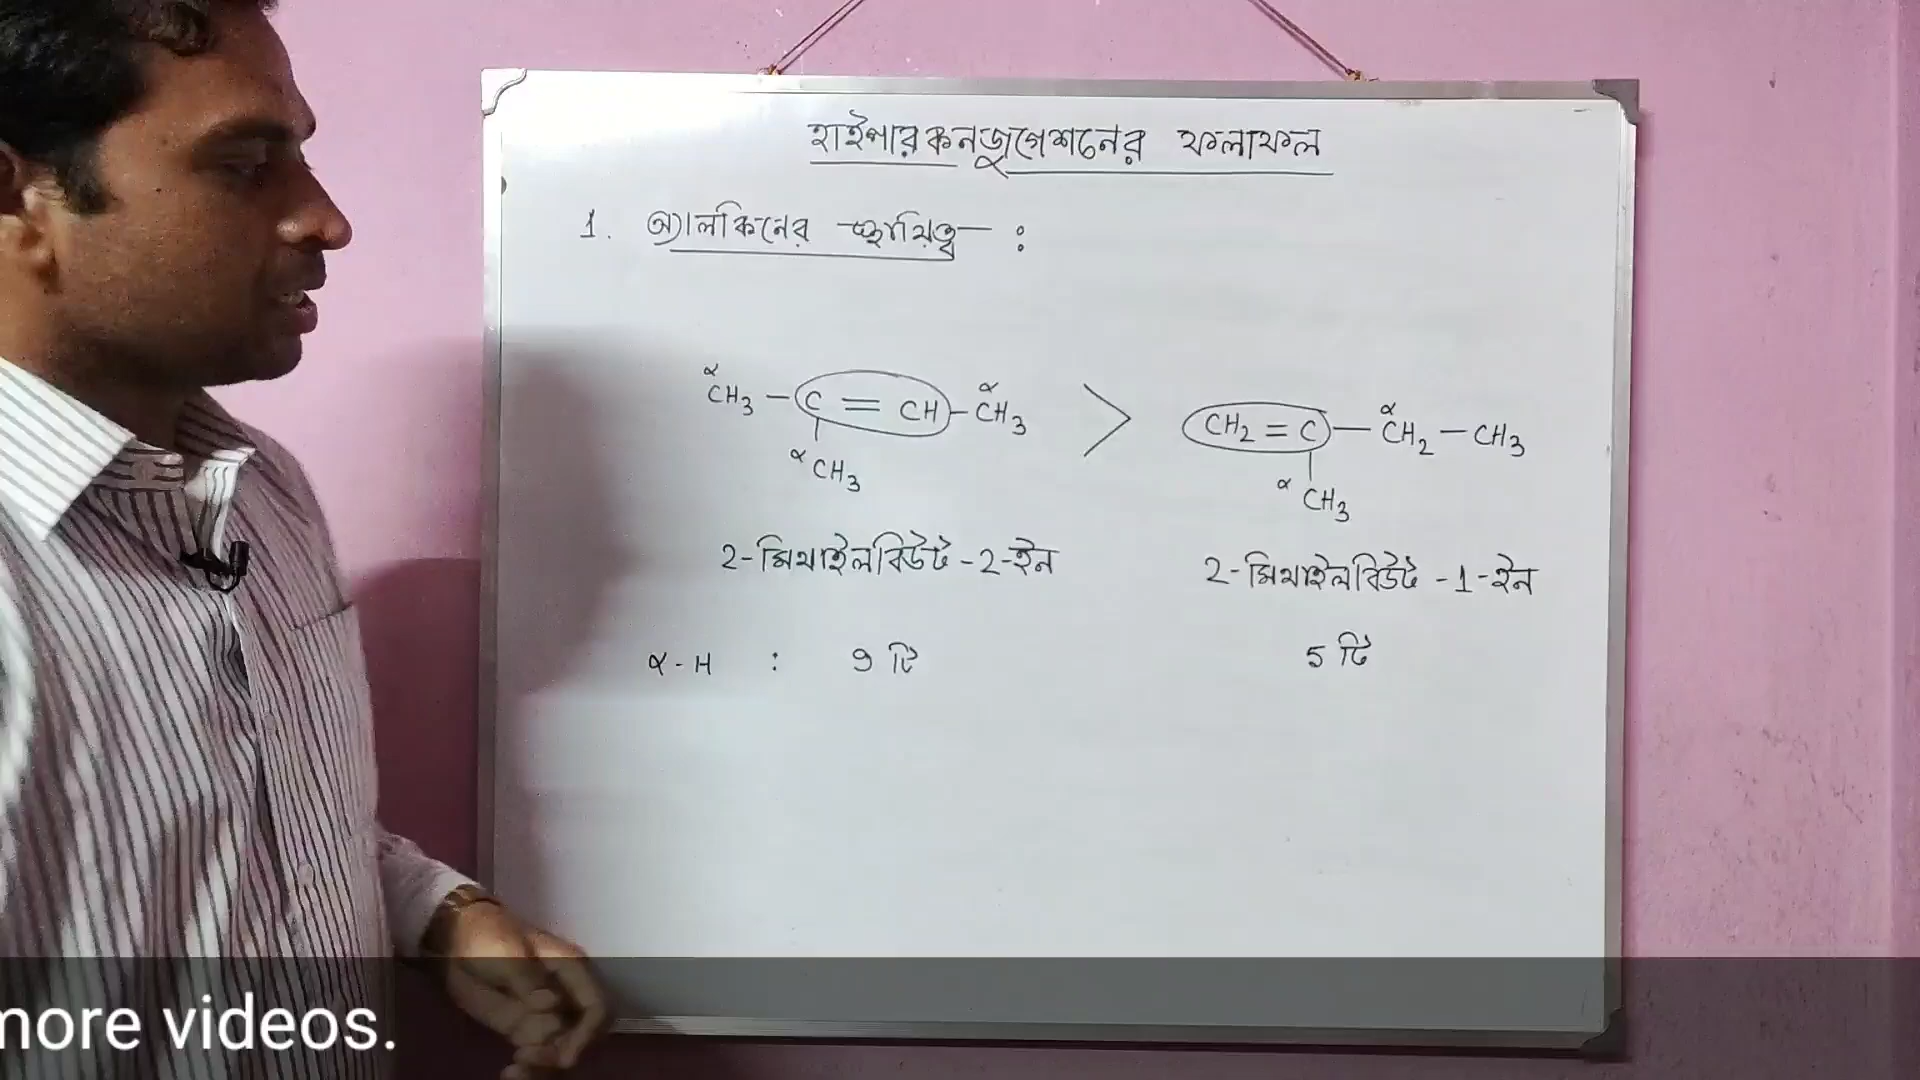 হাইপারকনজুগেশনের ফলাফল
1. অ্যালকিনের স্থায়িত্ব :
α α α
CH3 – C = CH – CH3 > CH2 = C – CH2 – CH3
α CH3 α CH3
2-মিথাইলবিউট-2-ইন 2-মিথাইলবিউট-1-ইন
α-H : 9 টি 5 টি
more videos.